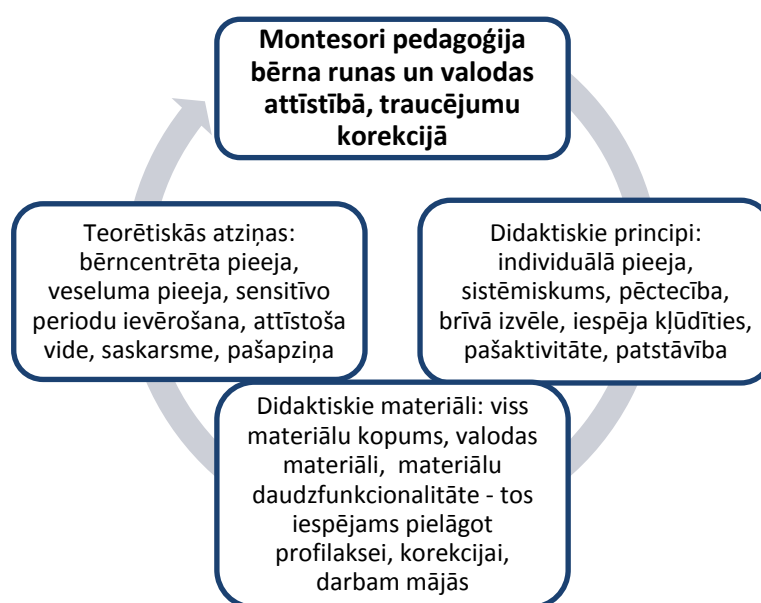 Montesori pedagoģija
bērna runas un valodas
attīstībā, traucējumu
korekcijā
Teorētiskās atziņas:
bērncentrēta pieeja,
veseluma pieeja, sensitīvo
periodu ievērošana, attīstoša
vide, saskarsme, pašapziņa
Didaktiskie principi:
individuālā pieeja,
sistēmiskums, pēctecība,
brīvā izvēle, iespēja kļūdīties,
pašaktivitāte, patstāvība
Didaktiskie materiāli: viss
materiālu kopums, valodas
materiāli,  materiālu
daudzfunkcionalitāte - tos
iespējams pielāgot
profilaksei, korekcijai,
darbam mājās